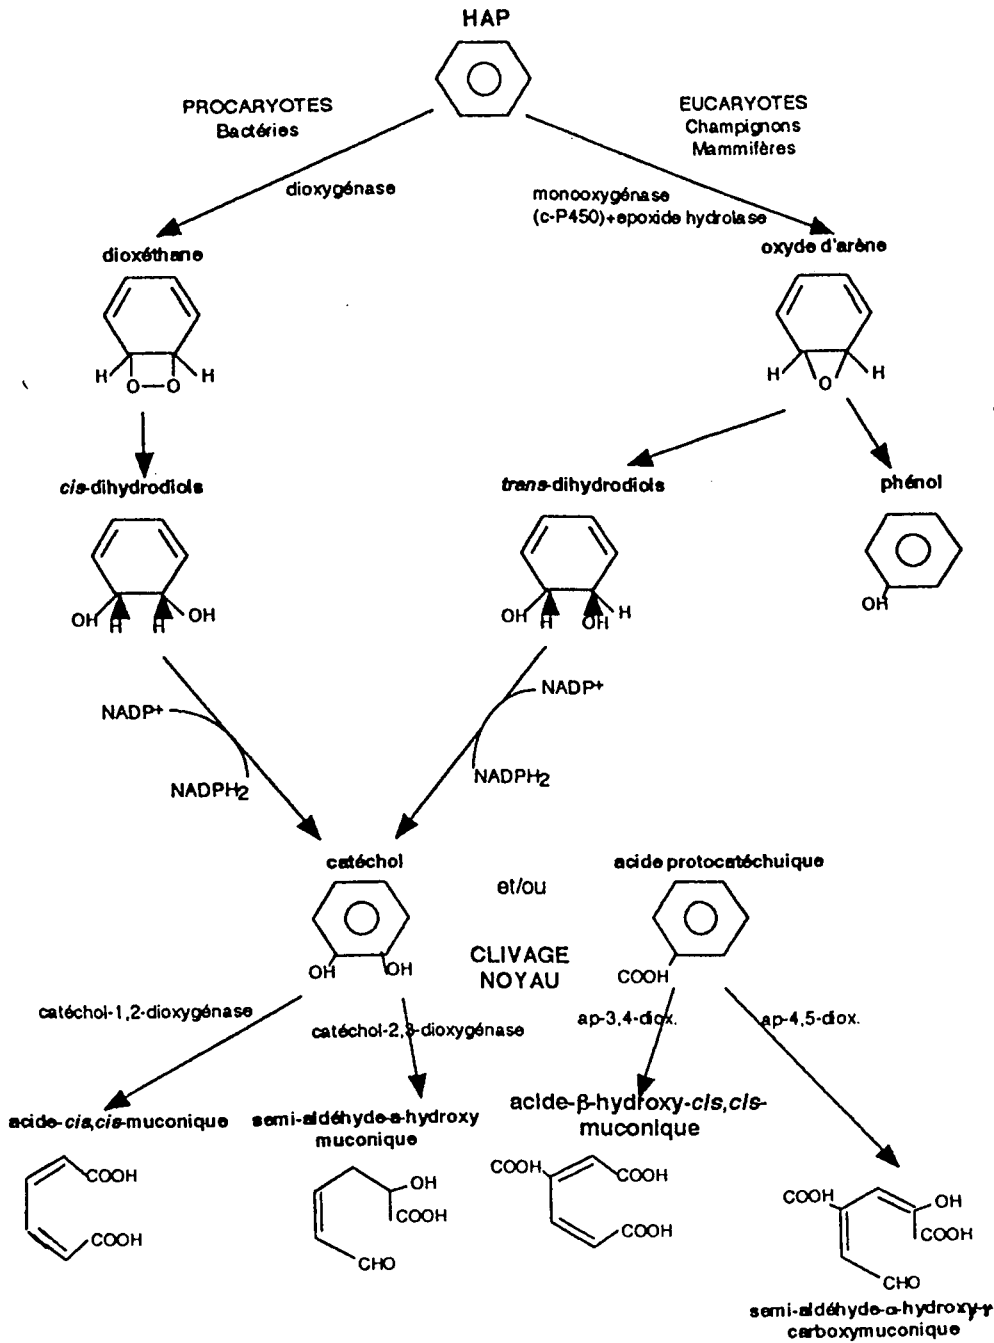 HAP
PROCARYOTES
Bactéries
EUCARYOTES
Champignons
Mammifères
dioxygénase
monooxygénase
(c-P450)+epoxide hydrolase
dioxéthane
oxyde d'arène
H
O
O
H
H
O
H
cis-dihydrodiols
trans-dihydrodiols
phénol
OH
H
H
OH
OH
H
OH
H
OH
NADP+
NADPH2
NADP+
NADPH2
catéchol
et/ou
acide protocatéchuique
OH
OH
CLIVAGE
NOYAU
COOH
catéchol-1,2-dioxygénase
catéchol-2,3-dioxygénase
ap-3,4-diox.
ap-4,5-diox.
acide-cis,cis-muconique
semi-aldéhyde-α-hydroxy
muconique
acide-β-hydroxy-cis,cis-
muconique
COOH
COOH
OH
COOH
CHO
COOH
COOH
COOH
COOH
OH
COOH
CHO
semi-aldéhyde-α-hydroxy-γ
carboxymuconique